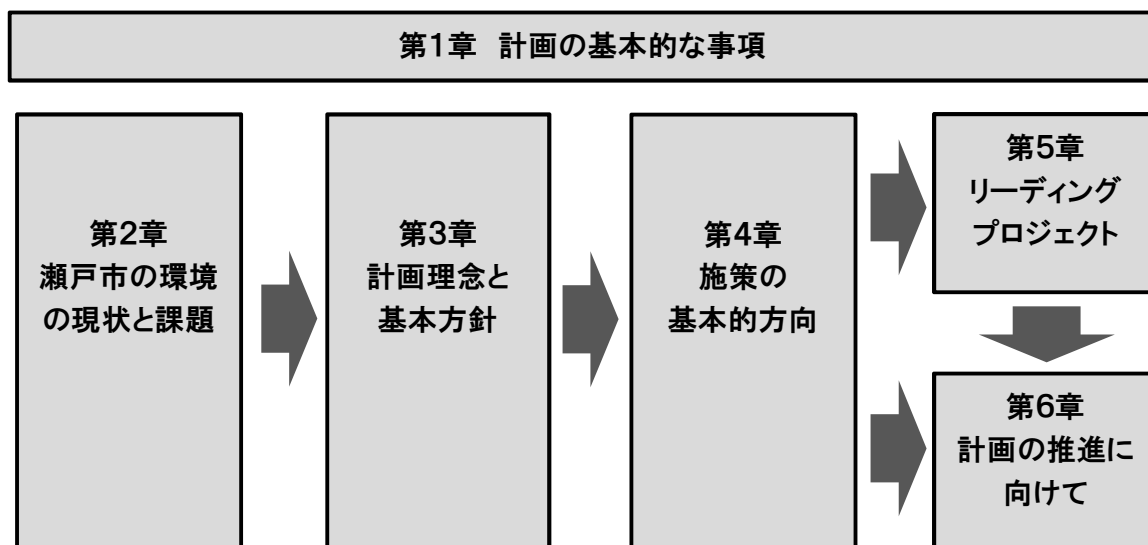 第1章 計画の基本的な事項
第2章
瀬戸市の環境
の現状と課題
第3章
計画理念と
基本方針
第4章
施策の
基本的方向
第5章
リーディング
プロジェクト
第6章
計画の推進に
向けて